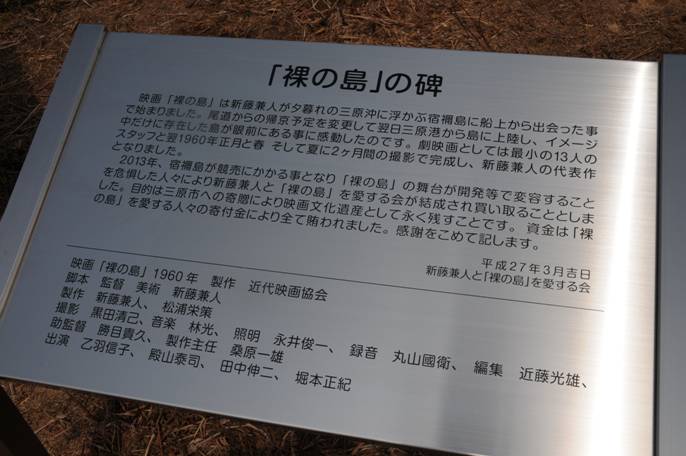 「裸の島」の碑
映画「裸の島」は新藤兼人が夕暮れの三原沖に浮かぶ宿禰島に船上から出会った事
で始まりました。尾道からの帰京予定を変更して翌日三原港から島に上陸し、イメージ
中だけに存在した島が眼前にある事に感動したのです。劇映画としては最小の13人の
スタッフと翌1960年正月と春 そして夏に2ヶ月間の撮影で完成し、新藤兼人の代表作
となりました。
2013年、宿禰島が競売にかかる事となり「裸の島」の舞台が開発等で変容すること
を危惧した人々により新藤兼人と「裸の島」を愛する会が結成され買い取ることとしま
した。目的は三原市への寄贈により映画文化遺産として永く残すことです。資金は「裸
の島」を愛する人々の寄付金により全て賄われました。感謝をこめて記します。
平成27年3月吉日
新藤兼人と「裸の島」を愛する会
映画「裸の島」1960年 製作 近代映画協会
脚本 監督 美術 新藤兼人
製作 新藤兼人、松浦栄策
撮影 黒田清己、音楽 林光、照明 永井俊一、録音 丸山國衛、編集 近藤光雄、
助監督 勝目貴久、製作主任 桑原一雄
出演 乙羽信子、殿山泰司、田中伸二、堀本正紀